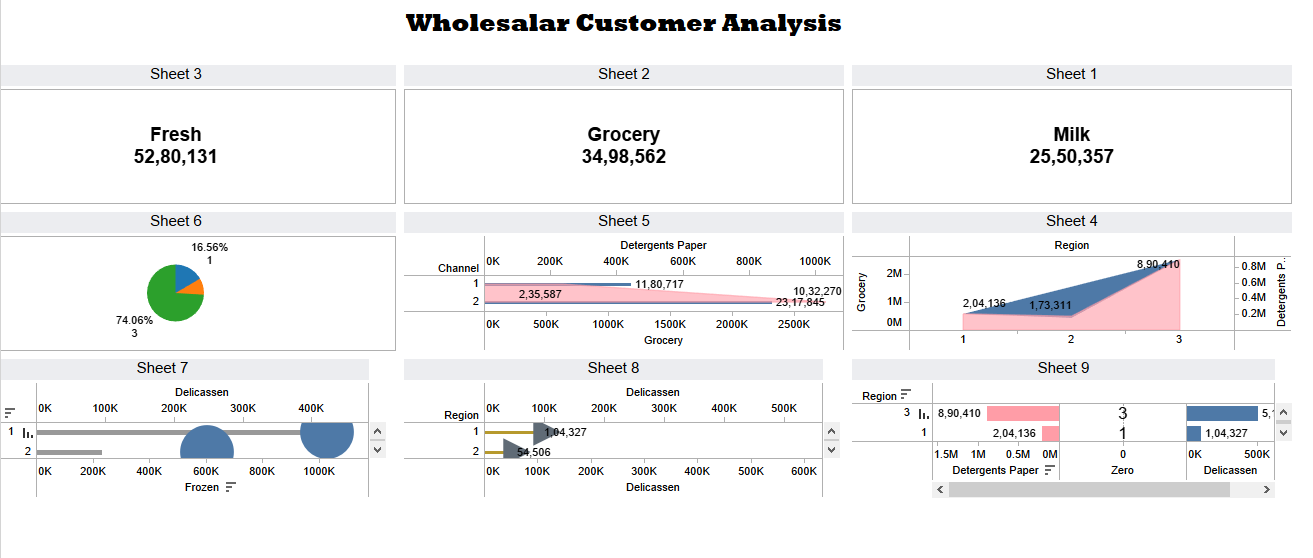 Wholesalar Customer Analysis
Sheet 3
Fresh
52,80,131
Sheet 2
Grocery
34,98,562
Sheet 1
Milk
25,50,357
Sheet 6
16.56%
1
74.06%
3
Sheet 5
Detergents Paper
0K 200K 400K 600K 800K 1000K
Channel
1 11,80,717
2,35,587 10,32,270
2 23,17,845
0K 500K 1000K 1500K 2000K 2500K
Grocery
Sheet 4
Region
8,90,410
2,04,136 1,73,311
Grocery
2M
1M
0M
Detergents P..
0.8M
0.6M
0.4M
0.2M
1 2 3
Sheet 7
Delicassen
0K 100K 200K 300K 400K
1
2
0K 200K 400K 600K 800K 1000K
Frozen
Sheet 8
Delicassen
0K 100K 200K 300K 400K 500K
Region
1 1,04,327
2 54,506
0K 100K 200K 300K 400K 500K 600K
Delicassen
Sheet 9
Region
3 8,90,410 3
1 2,04,136 1 1,04,327
1.5M 1M 0.5M 0M 0 0K 500K
Detergents Paper Zero Delicassen